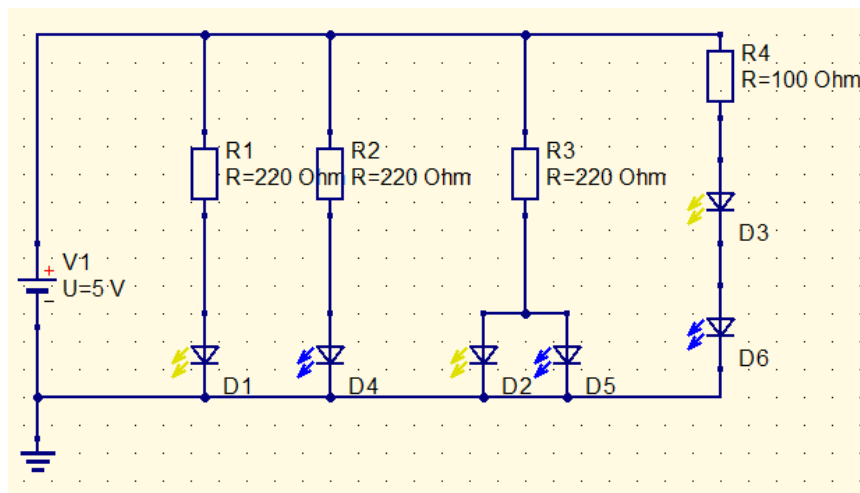 R4
R=100 Ohm
R1
R=220 Ohm
R2
R=220 Ohm
R3
R=220 Ohm
D3
V1
U=5 V
D6
D1
D4
D2
D5